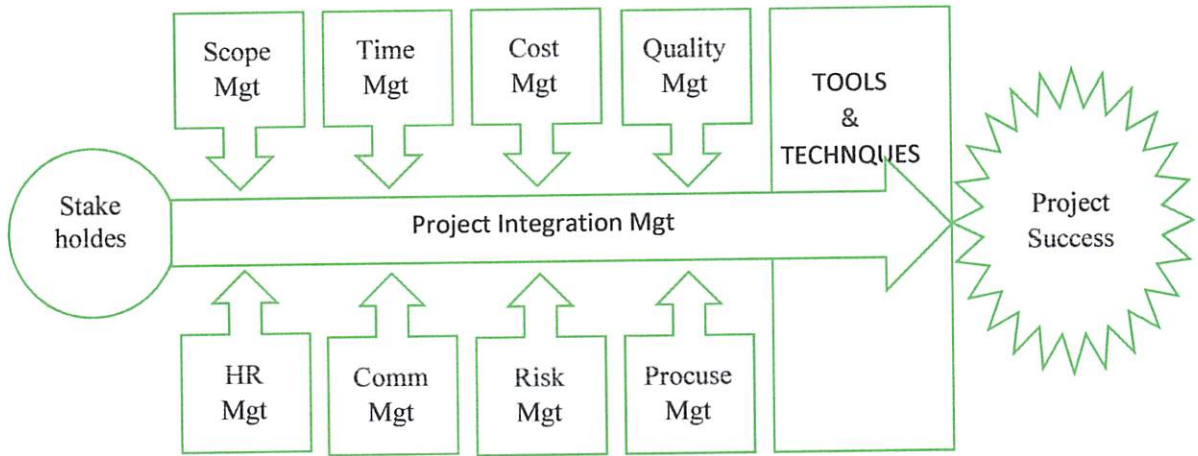 Scope
Mgt
Time
Mgt
Cost
Mgt
Quality
Mgt
TOOLS
&
TECHNQUES
Stake
holdes
Project Integration Mgt
Project
Success
HR
Mgt
Comm
Mgt
Risk
Mgt
Procuse
Mgt